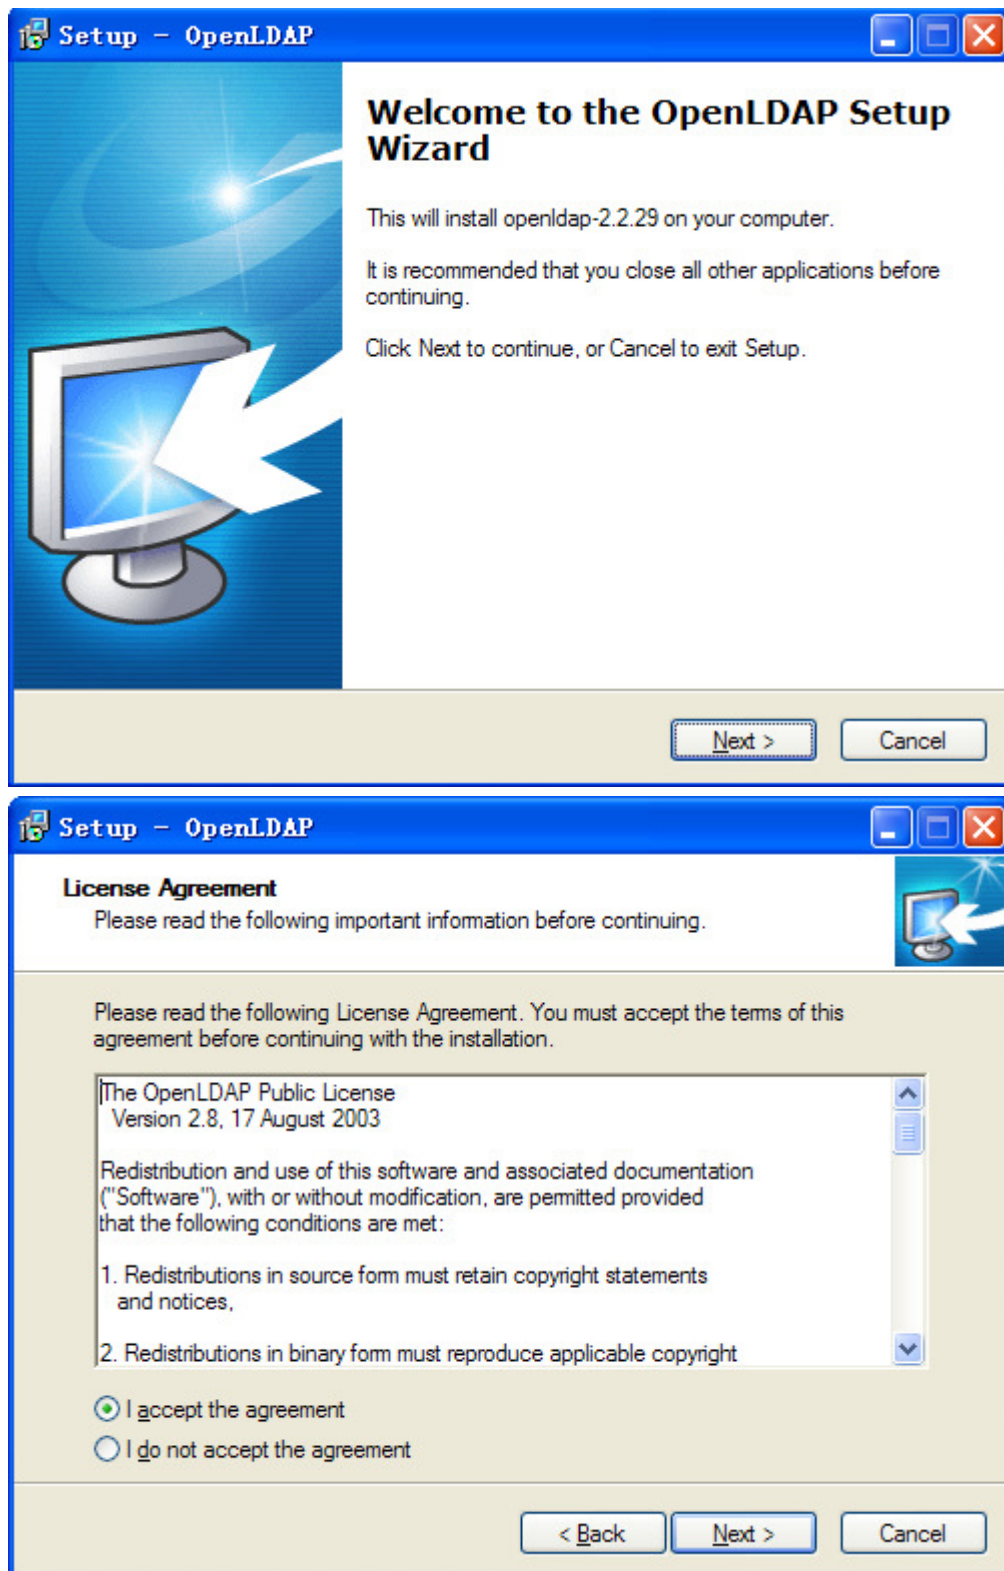 Setup - OpenLDAP
Welcome to the OpenLDAP Setup
Wizard
This will install openldap-2.2.29 on your computer.
It is recommended that you close all other applications before
continuing.
Click Next to continue, or Cancel to exit Setup.
Next >
Cancel
Setup - OpenLDAP
License Agreement
Please read the following important information before continuing.
Please read the following License Agreement. You must accept the terms of this
agreement before continuing with the installation.
The OpenLDAP Public License
Version 2.8, 17 August 2003
Redistribution and use of this software and associated documentation
("Software"), with or without modification, are permitted provided
that the following conditions are met:
1. Redistributions in source form must retain copyright statements
and notices,
2. Redistributions in binary form must reproduce applicable copyright
I accept the agreement
I do not accept the agreement
< Back
Next >
Cancel